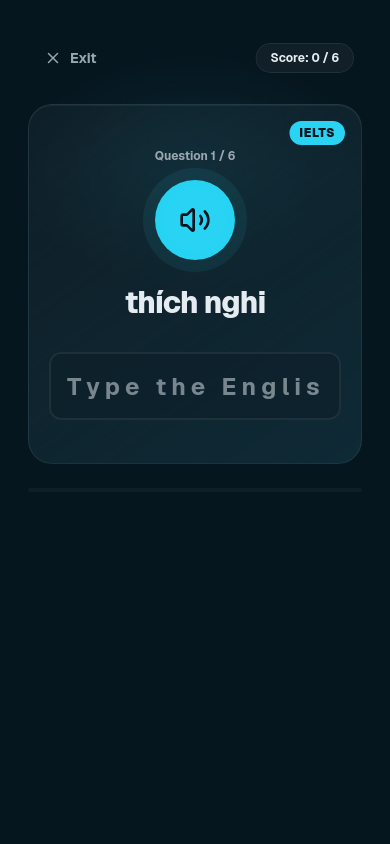 Exit
Score: 0 / 6
IELTS
Question 1 / 6
thích nghi
Type the Englis